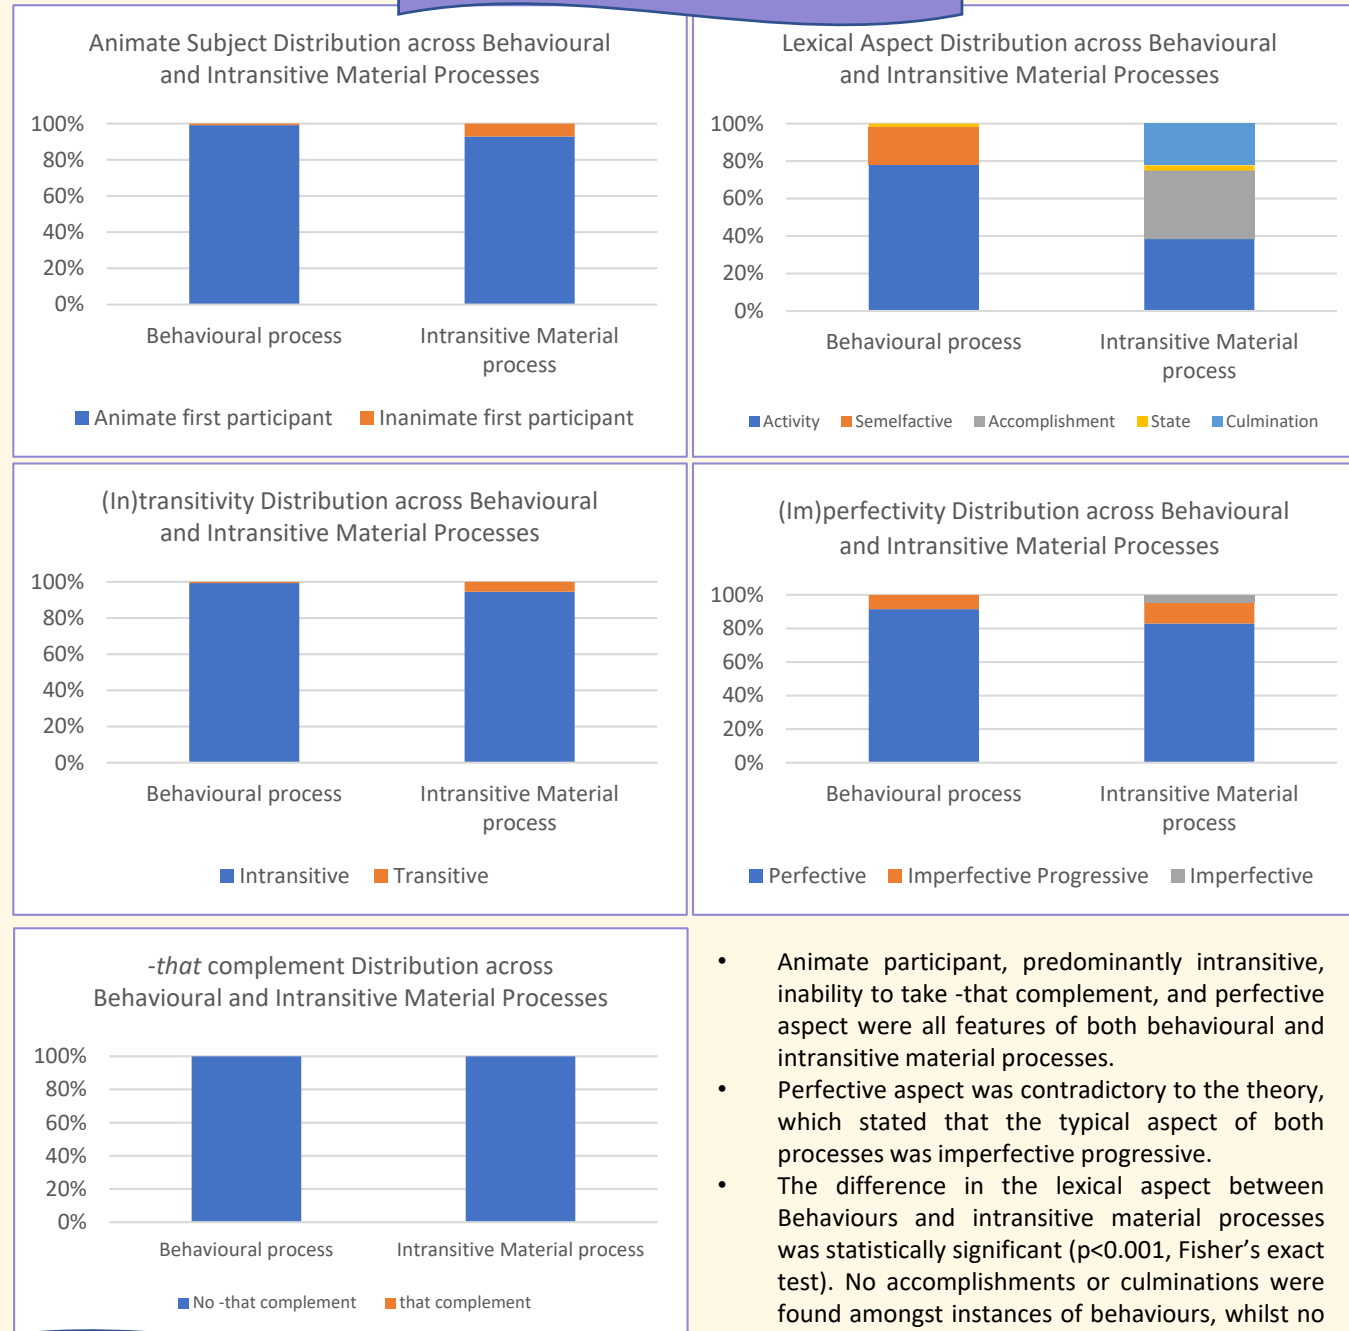 Animate Subject Distribution across Behavioural
and Intransitive Material Processes
100%
80%
60%
40%
20%
0%
Behavioural process
Intransitive Material
process
Animate first participant
Inanimate first participant
Lexical Aspect Distribution across Behavioural
and Intransitive Material Processes
100%
80%
60%
40%
20%
0%
Behavioural process
Intransitive Material
process
Activity
Semelfactive
Accomplishment
State
Culmination
(In)transitivity Distribution across Behavioural
and Intransitive Material Processes
100%
80%
60%
40%
20%
0%
Behavioural process
Intransitive Material
process
Intransitive
Transitive
(Im)perfectivity Distribution across Behavioural
and Intransitive Material Processes
100%
80%
60%
40%
20%
0%
Behavioural process
Intransitive Material
process
Perfective
Imperfective Progressive
Imperfective
-that complement Distribution across
Behavioural and Intransitive Material Processes
100%
80%
60%
40%
20%
0%
Behavioural process
Intransitive Material process
No -that complement
that complement
• Animate participant, predominantly intransitive,
inability to take -that complement, and perfective
aspect were all features of both behavioural and
intransitive material processes.
• Perfective aspect was contradictory to the theory,
which stated that the typical aspect of both
processes was imperfective progressive.
• The difference in the lexical aspect between
Behaviours and intransitive material processes
was statistically significant (p<0.001, Fisher's exact
test). No accomplishments or culminations were
found amongst instances of behaviours, whilst no